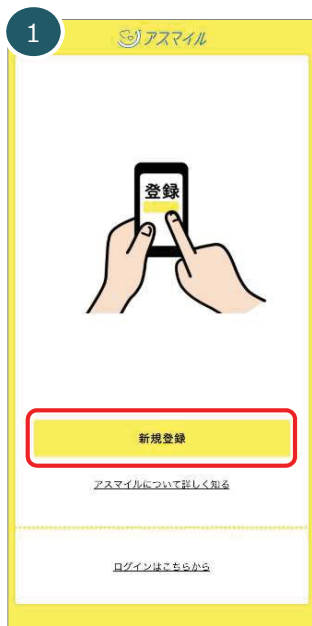 1
アスマイル
登録
新規登録
アスマイルについて詳しく知る
ログインはこちらから